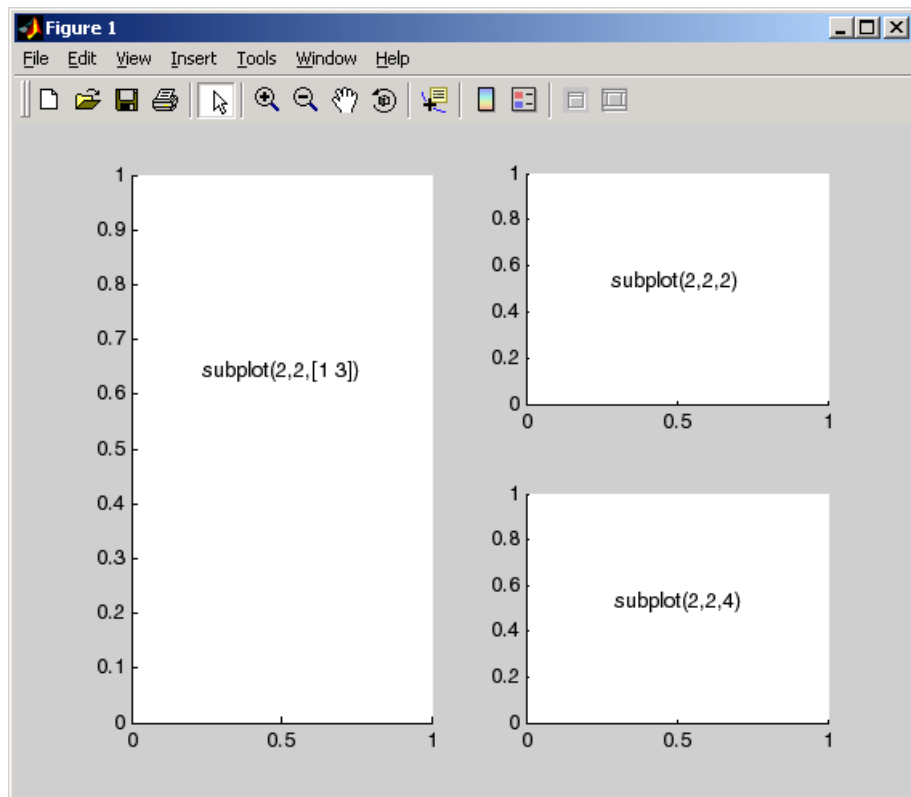 Figure 1
File Edit View Insert Tools Window Help
1
0.9
0.8
0.7
subplot(2,2,[1 3])
0.6
0.5
0.4
0.3
0.2
0.1
0
0 0.5 1
1
0.8
0.6
subplot(2,2,2)
0.4
0.2
0
0 0.5 1
1
0.8
0.6
subplot(2,2,4)
0.4
0.2
0
0 0.5 1